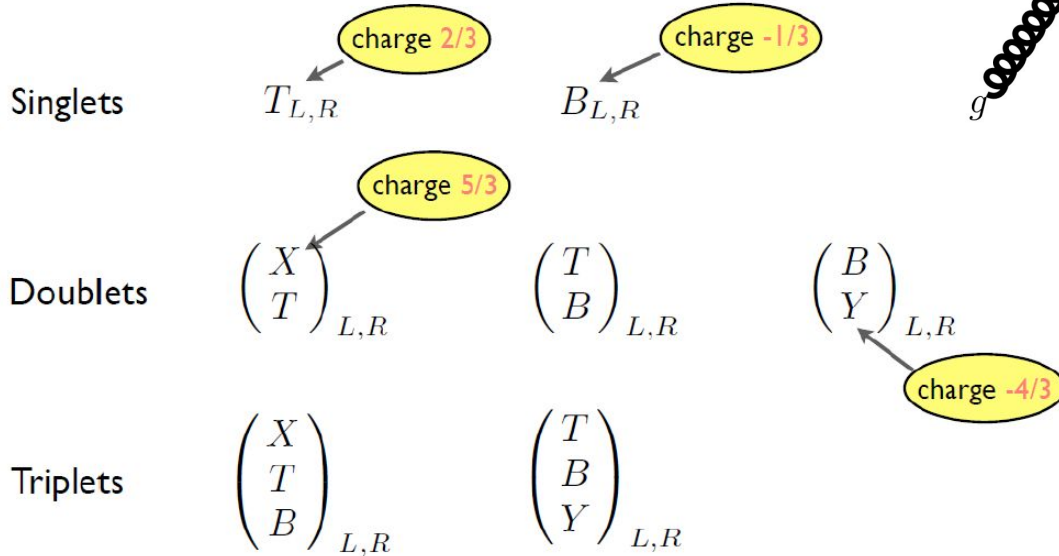 charge 2/3
charge -1/3
Singlets T_{L,R} B_{L,R} g
charge 5/3
Doublets (X T)_{L,R} (T B)_{L,R} (B Y)_{L,R}
charge -4/3
Triplets (X T B)_{L,R} (T B Y)_{L,R}